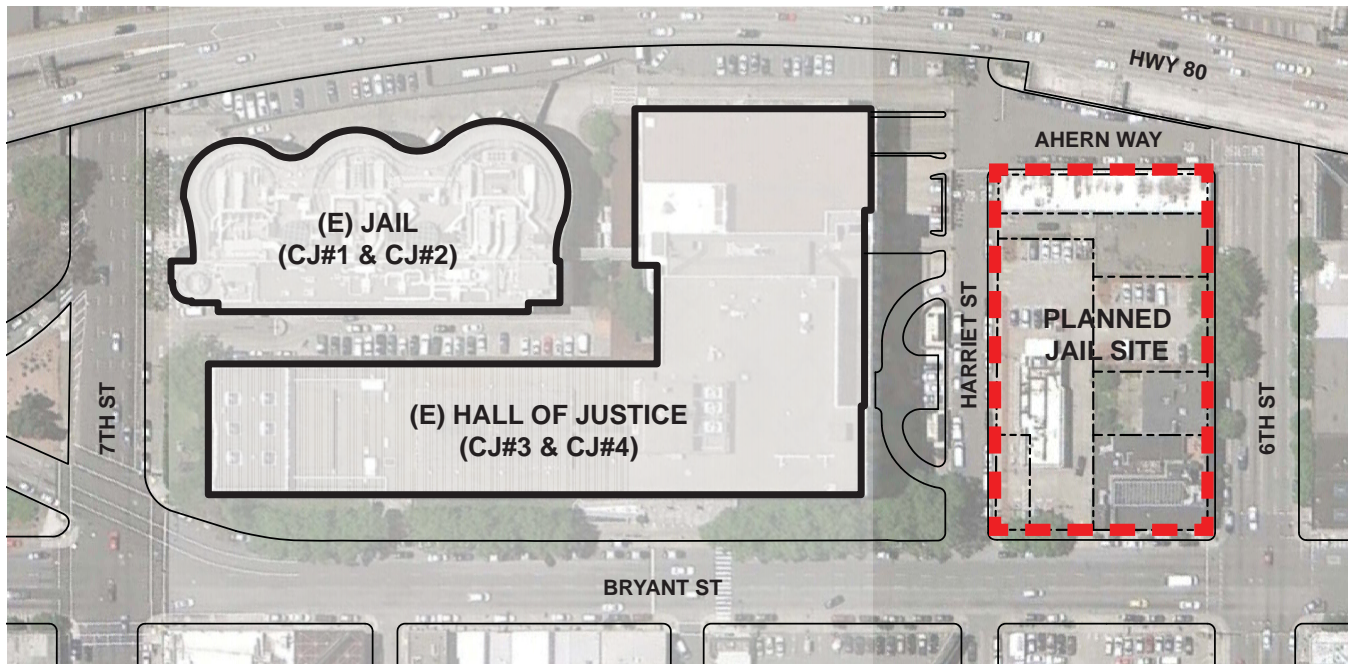 HWY 80
AHERN WAY
(E) JAIL
(CJ#1 & CJ#2)
PLANNED
JAIL SITE
HARRIET ST
7TH ST
(E) HALL OF JUSTICE
(CJ#3 & CJ#4)
6TH ST
BRYANT ST